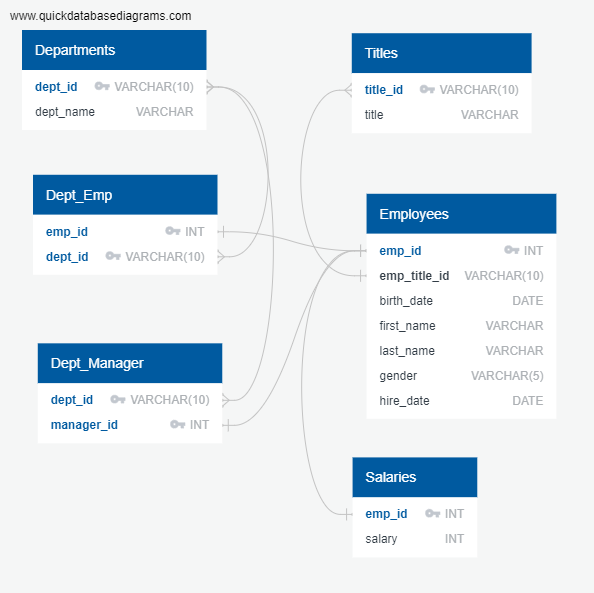 www.quickdatabasediagrams.com
Departments
dept_id VARCHAR(10)
dept_name VARCHAR
Titles
title_id VARCHAR(10)
title VARCHAR
Dept_Emp
emp_id INT
dept_id VARCHAR(10)
Employees
emp_id INT
emp_title_id VARCHAR(10)
birth_date DATE
first_name VARCHAR
last_name VARCHAR
gender VARCHAR(5)
hire_date DATE
Dept_Manager
dept_id VARCHAR(10)
manager_id INT
Salaries
emp_id INT
salary INT